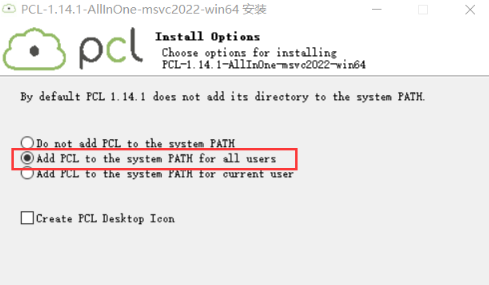 PCL-1.14.1-AllInOne-msvc2022-win64 安装
pcl
Install Options
Choose options for installing
PCL-1.14.1-AllInOne-msvc2022-win64
By default PCL 1.14.1 does not add its directory to the system PATH.
Do not add PCL to the system PATH
Add PCL to the system PATH for all users
Add PCL to the system PATH for current user
Create PCL Desktop Icon